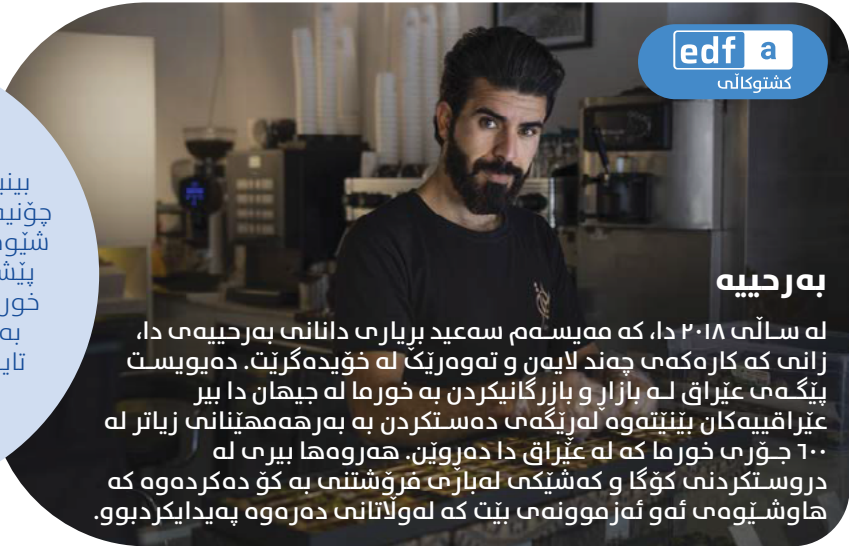 edf a
کشتوکاڵی
بەرحییە
لە ساڵی ٢٠١٨ دا، کە مەیسەم سەعید بڕیاری دانانی بەرحییەی دا،
زانی کە کارەکەی چەند لایەن و تەوەرێک لە خۆیدەگرێت. دەیویست
پێگەی عێراق لە بازاڕ و بازرگانیکردن بە خورما لە جیهان دا بیر
عێراقییەکان بێنێتەوە لەرێگەی دەستکردن بە بەرهەمهێنانی زیاتر لە
٦٠٠ جۆری خورما کە لە عێراق دا دەروێن. هەروەها بیری لە
دروستکردنی کۆگا و کەشێکی لەباڕی فرۆشتنی بە کۆ دەکردەوە کە
هاوشێوەی ئەو ئەزموونەی بێت کە لەوڵاتانی دەرەوە پەیدایکردبوو.